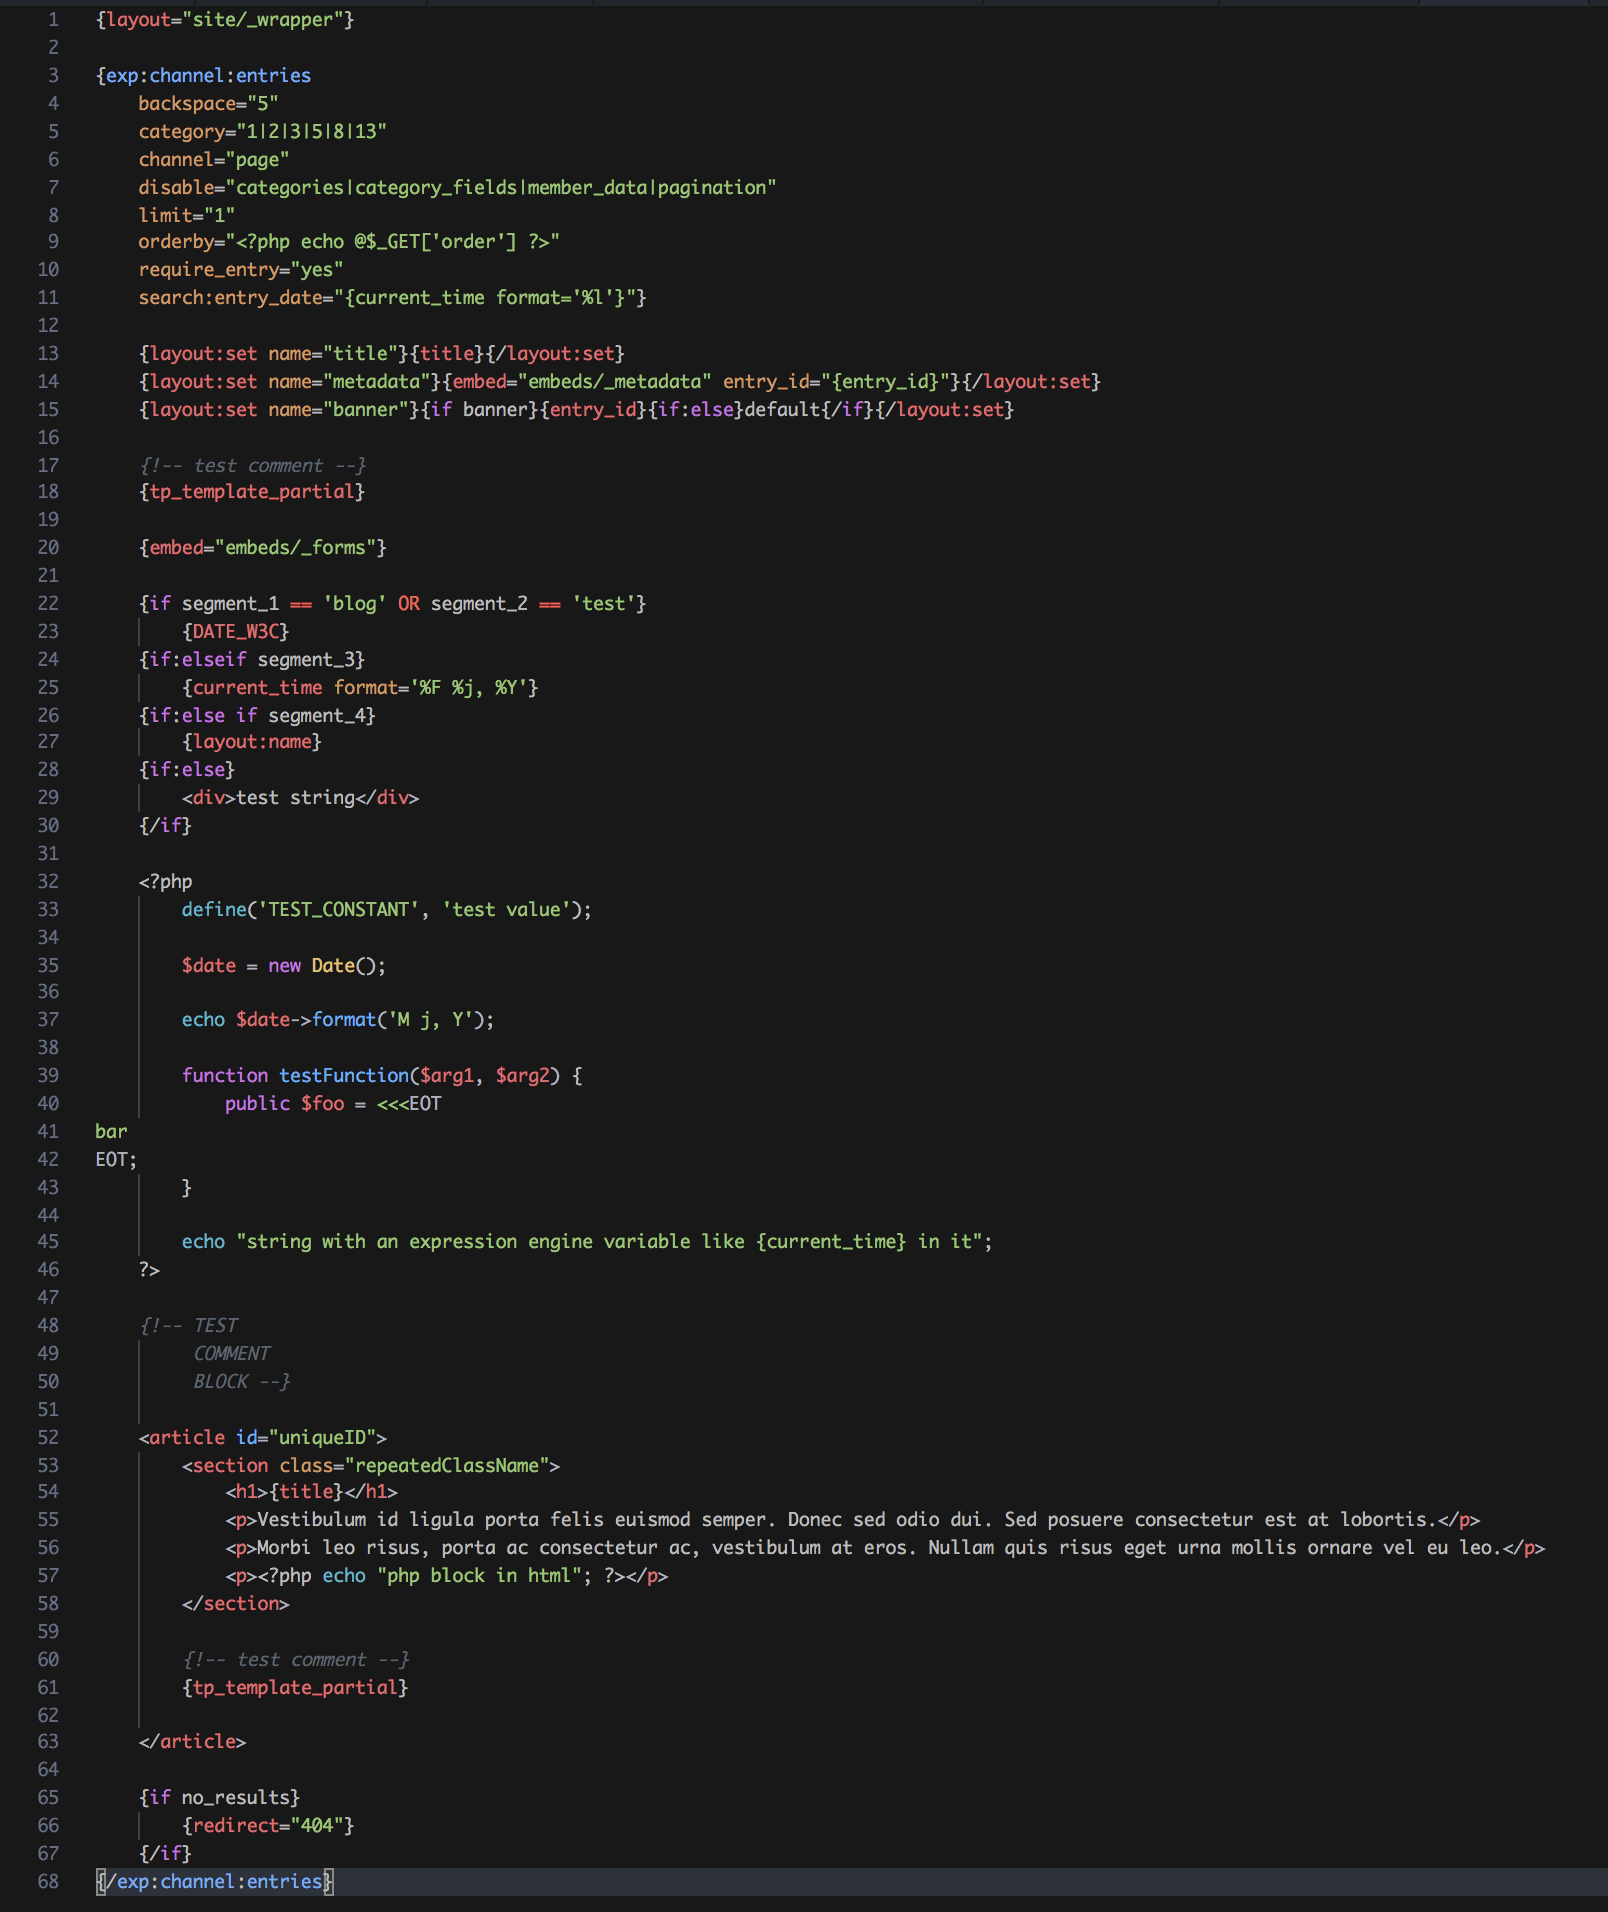 1 {layout="site/_wrapper"}
2
3 {exp:channel:entries
4     backspace="5"
5     category="1|2|3|5|8|13"
6     channel="page"
7     disable="categories|category_fields|member_data|pagination"
8     limit="1"
9     orderby="<?php echo @$_GET['order'] ?>"
10     require_entry="yes"
11     search:entry_date="{current_time format='%l'}"}
12
13     {layout:set name="title"}{title}{/layout:set}
14     {layout:set name="metadata"}{embed="embeds/_metadata" entry_id="{entry_id}"}{/layout:set}
15     {layout:set name="banner"}{if banner}{entry_id}{if:else}default{/if}{/layout:set}
16
17     {!-- test comment --}
18     {tp_template_partial}
19
20     {embed="embeds/_forms"}
21
22     {if segment_1 == 'blog' OR segment_2 == 'test'}
23         {DATE_W3C}
24     {if:elseif segment_3}
25         {current_time format='%F %j, %Y'}
26     {if:else if segment_4}
27         {layout:name}
28     {if:else}
29         <div>test string</div>
30     {/if}
31
32     <?php
33         define('TEST_CONSTANT', 'test value');
34
35         $date = new Date();
36
37         echo $date->format('M j, Y');
38
39         function testFunction($arg1, $arg2) {
40             public $foo = <<<EOT
41 bar
42 EOT;
43         }
44
45         echo "string with an expression engine variable like {current_time} in it";
46     ?>
47
48     {!-- TEST
49          COMMENT
50          BLOCK --}
51
52     <article id="uniqueID">
53         <section class="repeatedClassName">
54             <h1>{title}</h1>
55             <p>Vestibulum id ligula porta felis euismod semper. Donec sed odio dui. Sed posuere consectetur est at lobortis.</p>
56             <p>Morbi leo risus, porta ac consectetur ac, vestibulum at eros. Nullam quis risus eget urna mollis ornare vel eu leo.</p>
57             <p><?php echo "php block in html"; ?></p>
58         </section>
59
60         {!-- test comment --}
61         {tp_template_partial}
62
63     </article>
64
65     {if no_results}
66         {redirect="404"}
67     {/if}
68 {/exp:channel:entries}